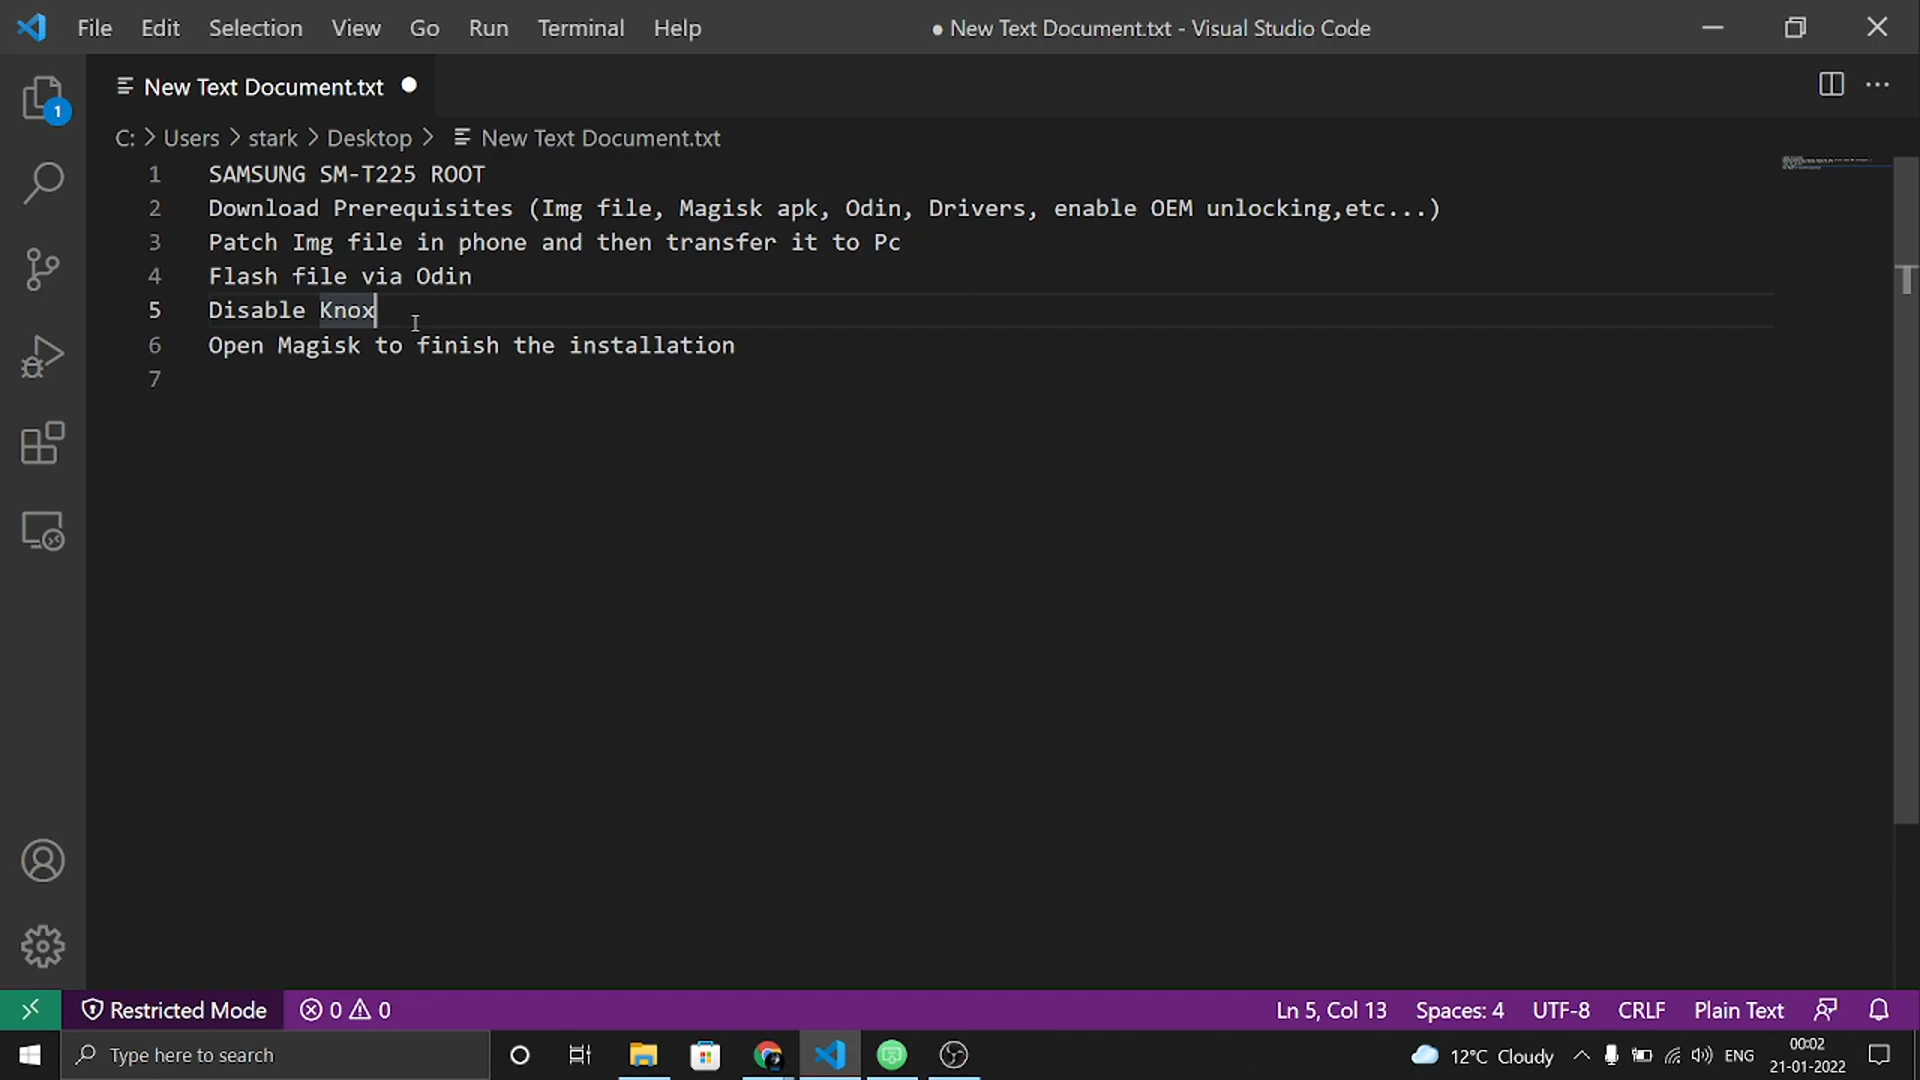 File Edit Selection View Go Run Terminal Help ● New Text Document.txt - Visual Studio Code
New Text Document.txt
1
C: > Users > stark > Desktop > New Text Document.txt
1 SAMSUNG SM-T225 ROOT
2 Download Prerequisites (Img file, Magisk apk, Odin, Drivers, enable OEM unlocking,etc...)
3 Patch Img file in phone and then transfer it to Pc
4 Flash file via Odin
5 Disable Knox
6 Open Magisk to finish the installation
7
Restricted Mode 0 0 Ln 5, Col 13 Spaces: 4 UTF-8 CRLF Plain Text
Type here to search 12°C Cloudy ENG 00:02
21-01-2022